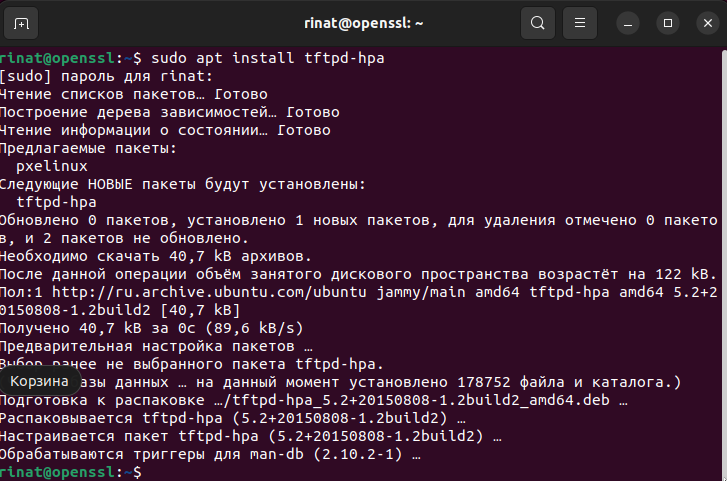 rinat@openssl: ~
rinat@openssl:~$ sudo apt install tftpd-hpa
[sudo] пароль для rinat:
Чтение списков пакетов… Готово
Построение дерева зависимостей… Готово
Чтение информации о состоянии… Готово
Предлагаемые пакеты:
pxelinux
Следующие НОВЫЕ пакеты будут установлены:
tftpd-hpa
Обновлено 0 пакетов, установлено 1 новых пакетов, для удаления отмечено 0 пакето
в, и 2 пакетов не обновлено.
Необходимо скачать 40,7 kB архивов.
После данной операции объём занятого дискового пространства возрастёт на 122 kB.
Пол:1 http://ru.archive.ubuntu.com/ubuntu jammy/main amd64 tftpd-hpa amd64 5.2+2
0150808-1.2build2 [40,7 kB]
Получено 40,7 kB за 0с (89,6 kB/s)
Предварительная настройка пакетов …
Выбор ранее не выбранного пакета tftpd-hpa.
Корзина
данных … на данный момент установлено 178752 файла и каталога.)
Подготовка к распаковке …/tftpd-hpa_5.2+20150808-1.2build2_amd64.deb …
Распаковывается tftpd-hpa (5.2+20150808-1.2build2) …
Настраивается пакет tftpd-hpa (5.2+20150808-1.2build2) …
Обрабатываются триггеры для man-db (2.10.2-1) …
rinat@openssl:~$